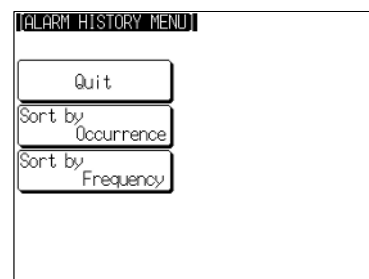 [ALARM HISTORY MENU]
Quit
Sort by
Occurrence
Sort by
Frequency